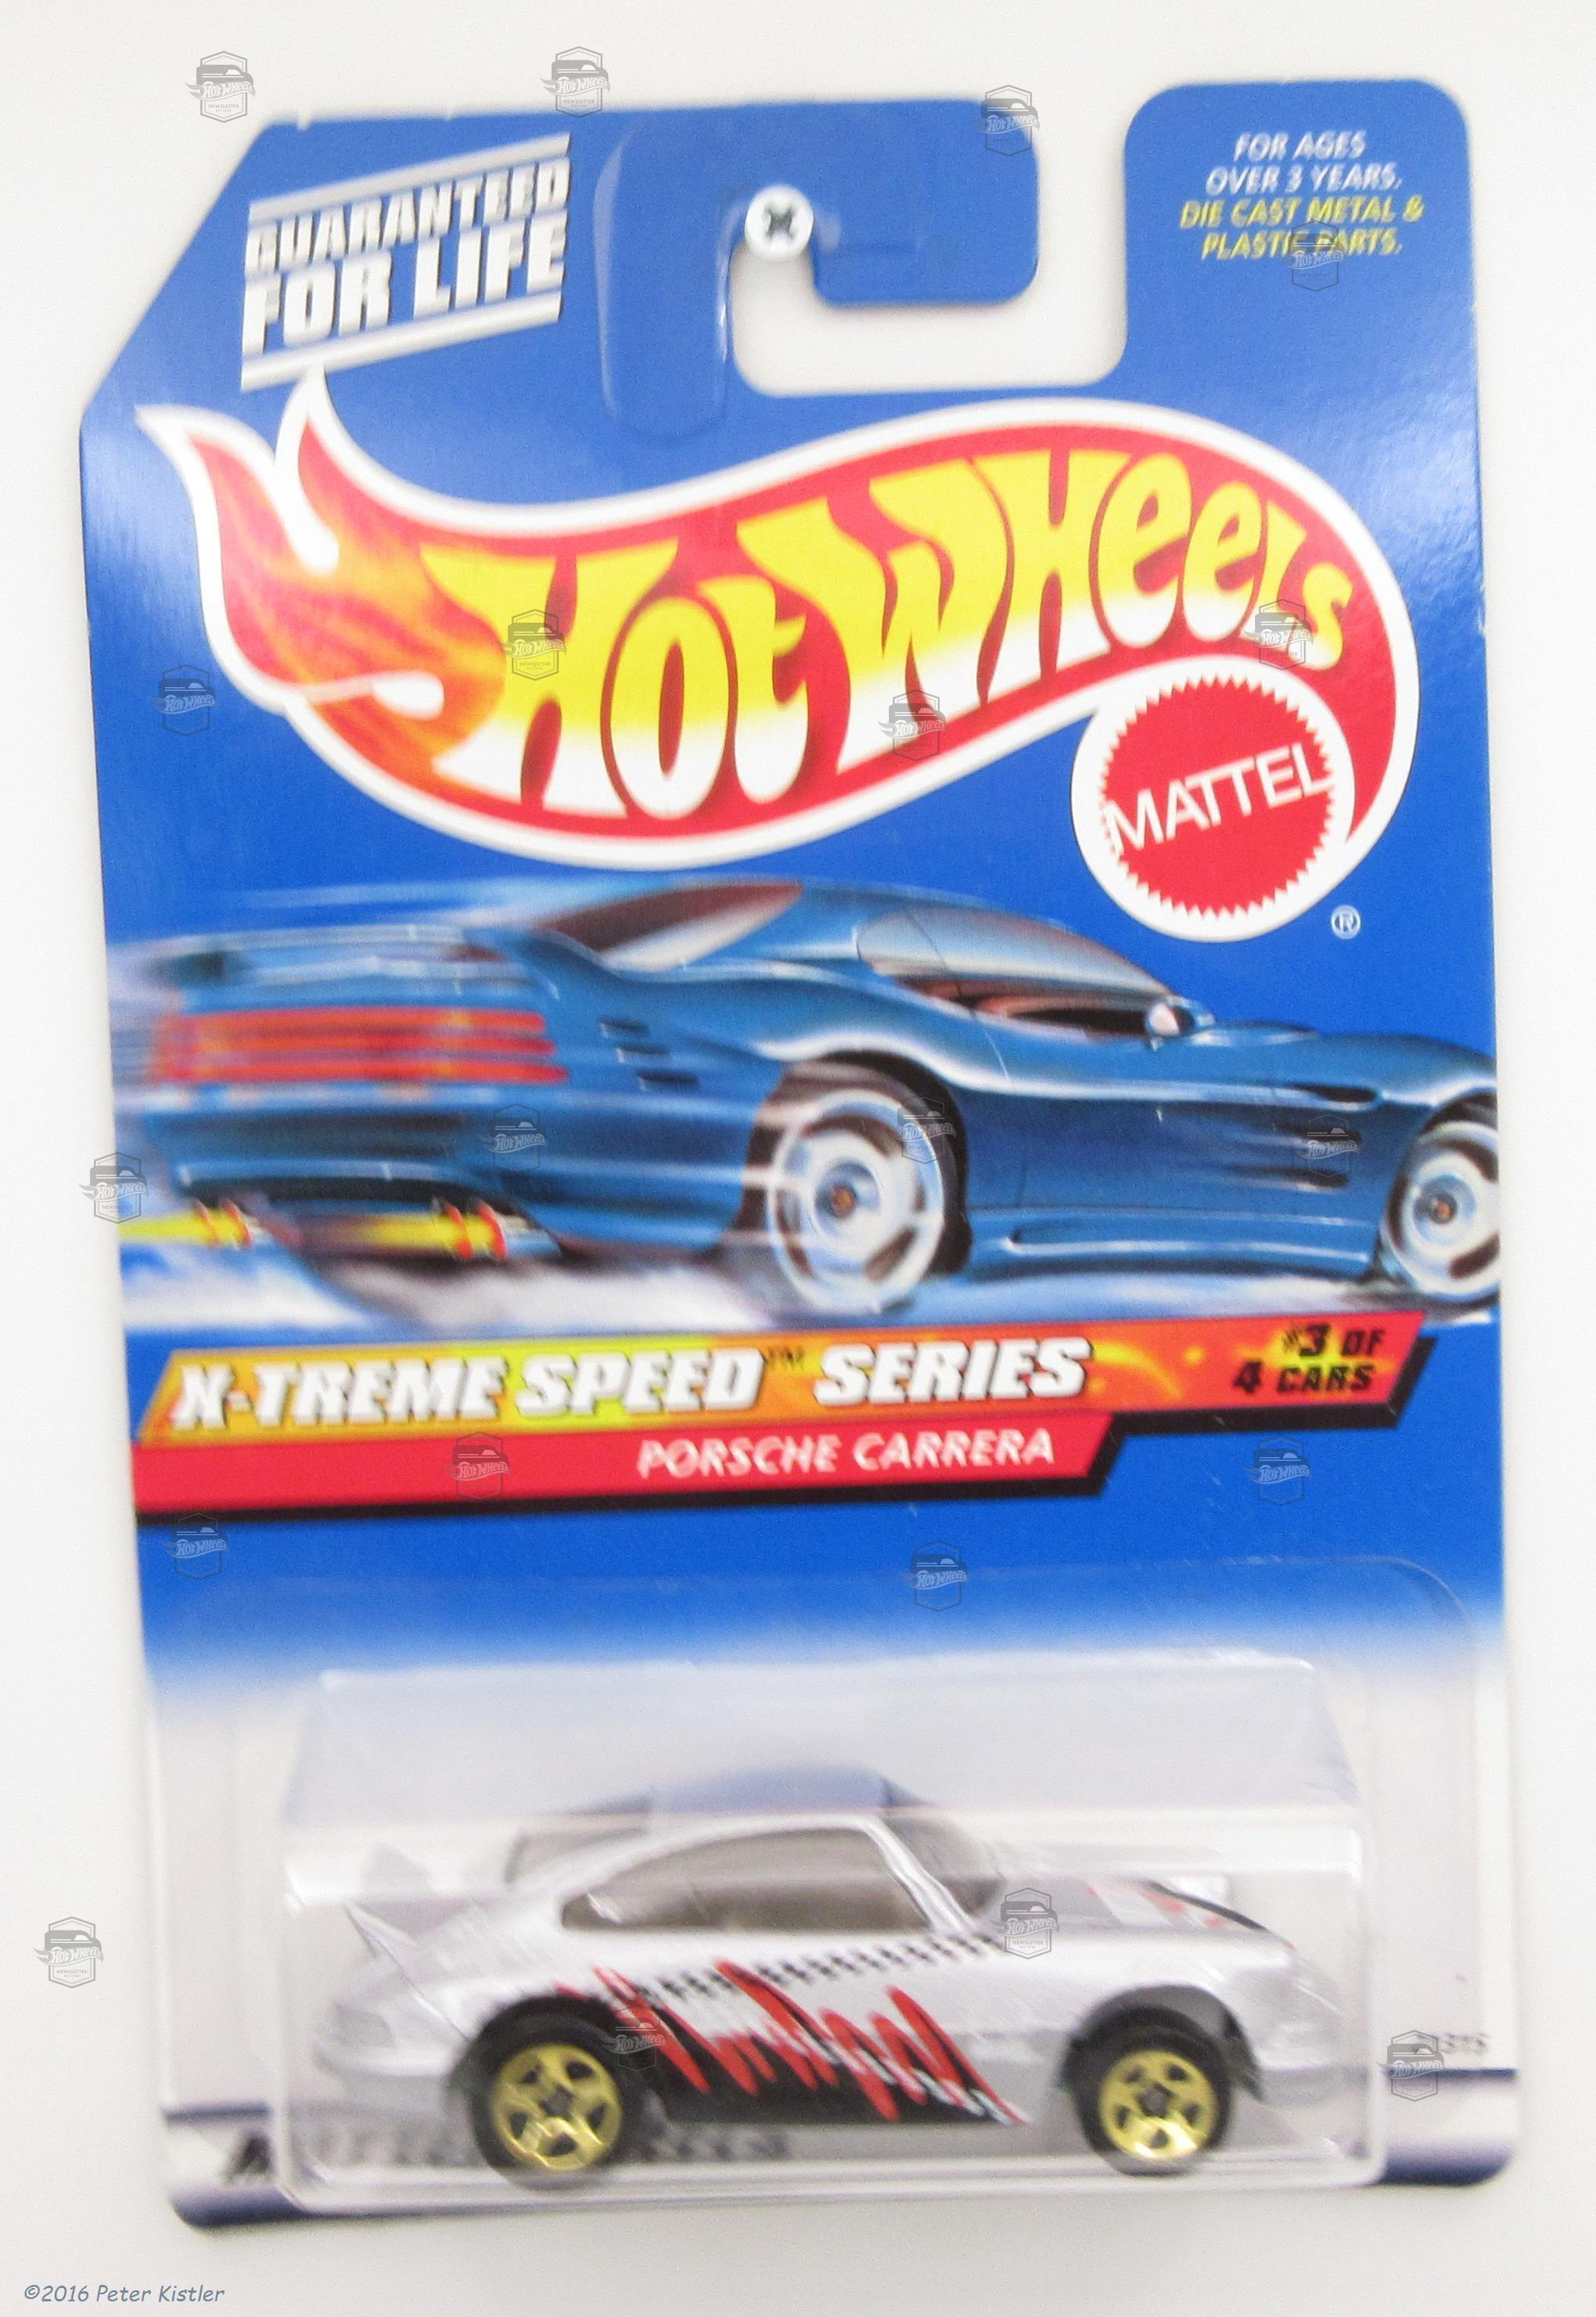 GUARANTEED
FOR LIFE
FOR AGES
OVER 3 YEARS.
DIE CAST METAL &
PLASTIC PARTS.
HOT WHEELS
MATTEL
®
X-TREME SPEED™ SERIES
#3 OF
4 CARS
PORSCHE CARRERA
©2016 Peter Kistler